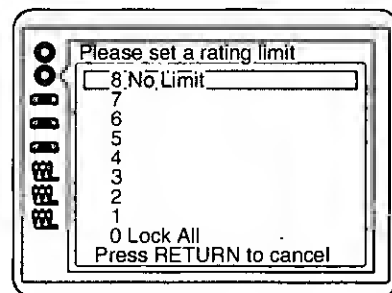 Please set a rating limit
8 No Limit
7
6
5
4
3
2
1
0 Lock All
Press RETURN to cancel